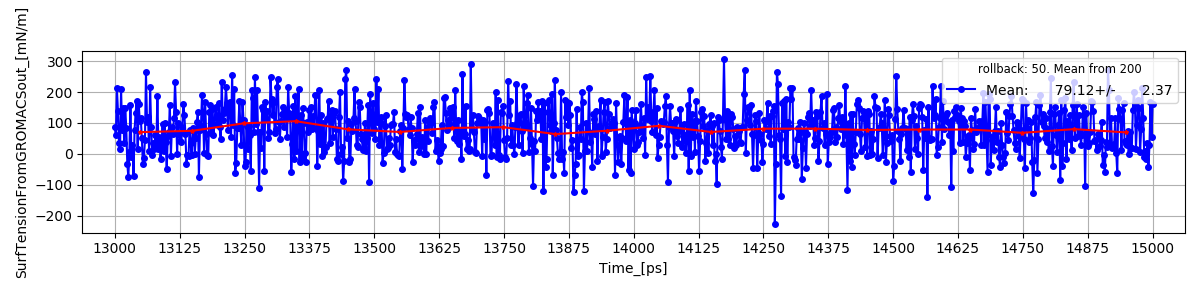 SurfTensionFromGROMACSout_[mN/m]
300
200
100
0
−100
−200
rollback: 50. Mean from 200
Mean: 79.12+/- 2.37
13000 13125 13250 13375 13500 13625 13750 13875 14000 14125 14250 14375 14500 14625 14750 14875 15000
Time_[ps]